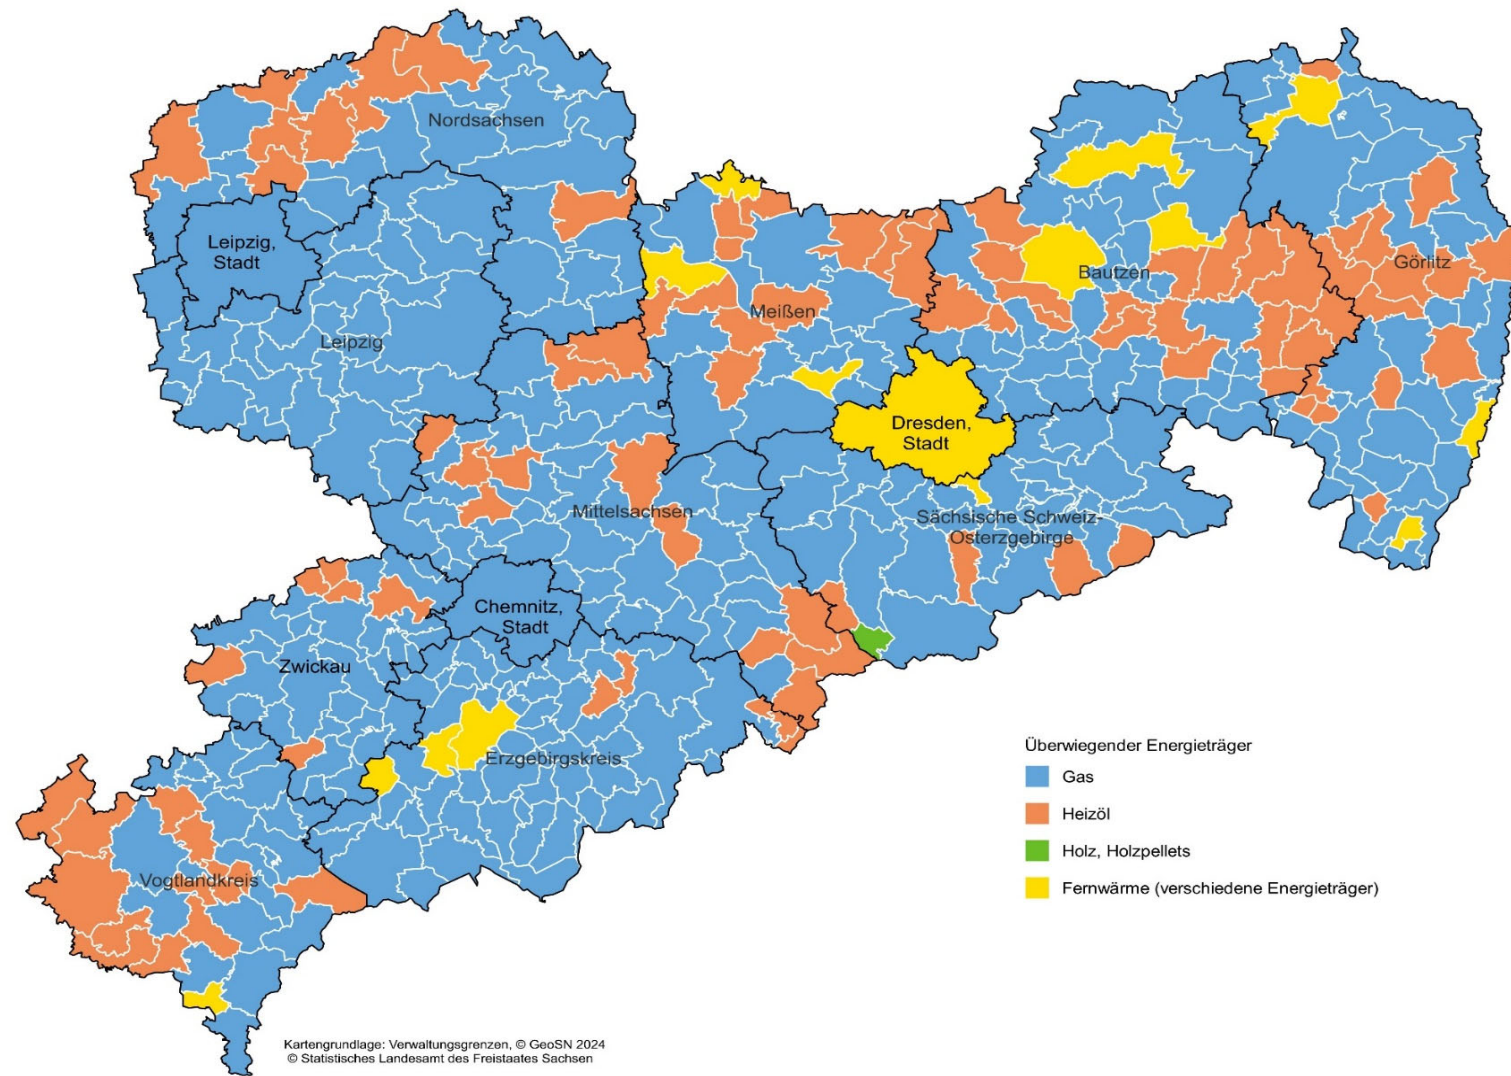 Nordsachsen
Leipzig,
Stadt
Leipzig
Meißen
Bautzen
Görlitz
Dresden,
Stadt
Mittelsachsen
Sächsische Schweiz-
Osterzgebirge
Chemnitz,
Stadt
Zwickau
Erzgebirgskreis
Vogtlandkreis
Überwiegender Energieträger
Gas
Heizöl
Holz, Holzpellets
Fernwärme (verschiedene Energieträger)
Kartengrundlage: Verwaltungsgrenzen, © GeoSN 2024
© Statistisches Landesamt des Freistaates Sachsen